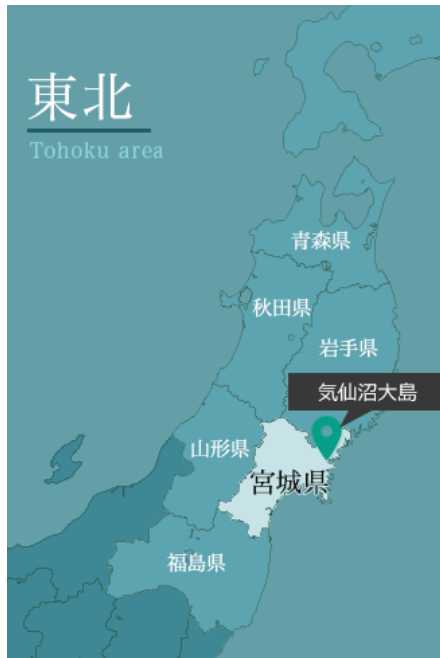 東北
Tohoku area
青森県
秋田県
岩手県
気仙沼大島
山形県
宮城県
福島県